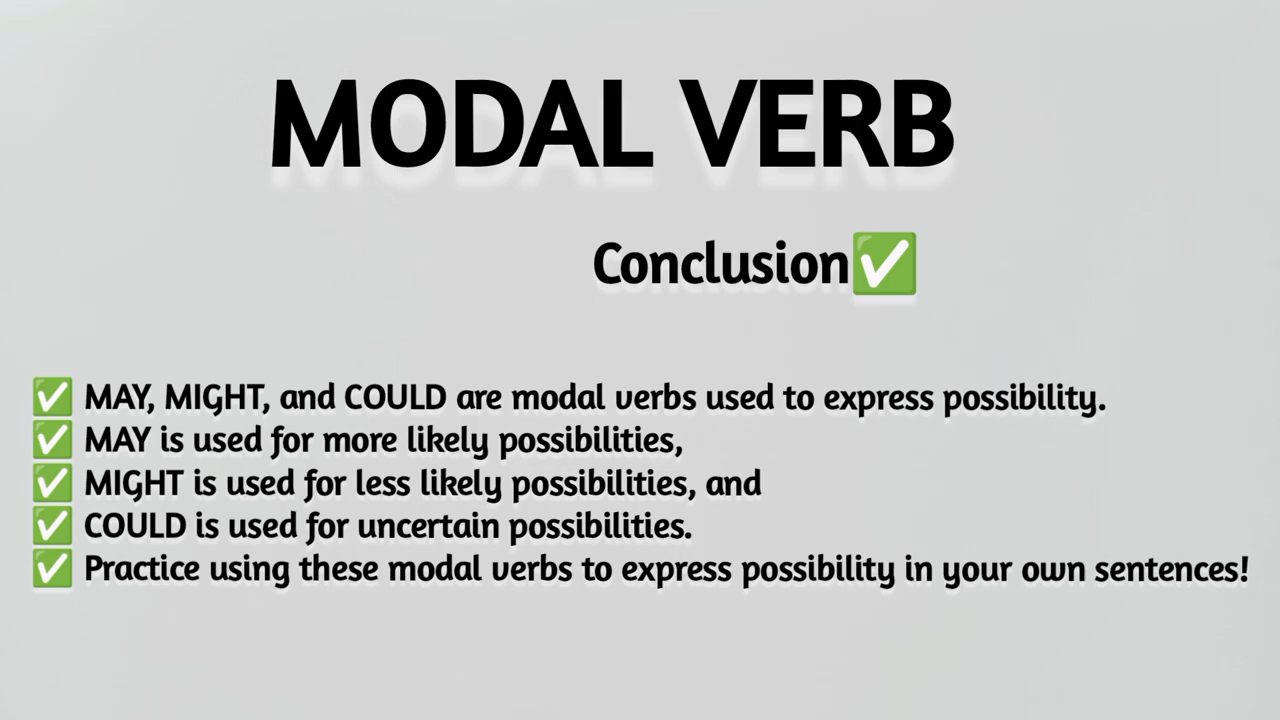 MODAL VERB
Conclusion✅
✅ MAY, MIGHT, and COULD are modal verbs used to express possibility.
✅ MAY is used for more likely possibilities,
✅ MIGHT is used for less likely possibilities, and
✅ COULD is used for uncertain possibilities.
✅ Practice using these modal verbs to express possibility in your own sentences!